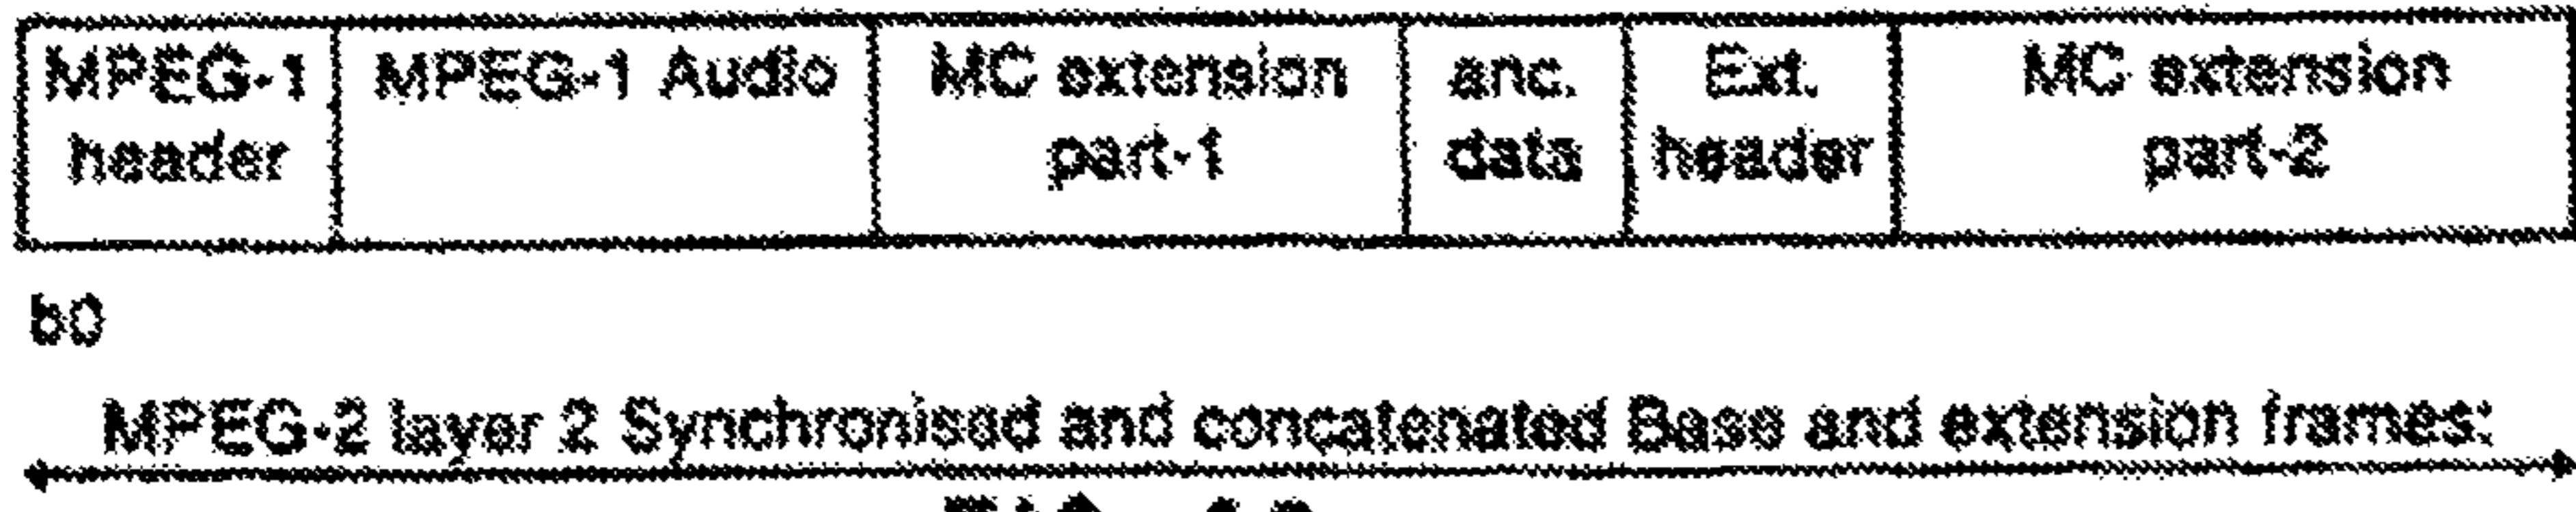 MPEG-1 header
MPEG-1 Audio
MC extension part-1
anc. data
Ext. header
MC extension part-2
b0
MPEG-2 layer 2 Synchronised and concatenated Base and extension frames: